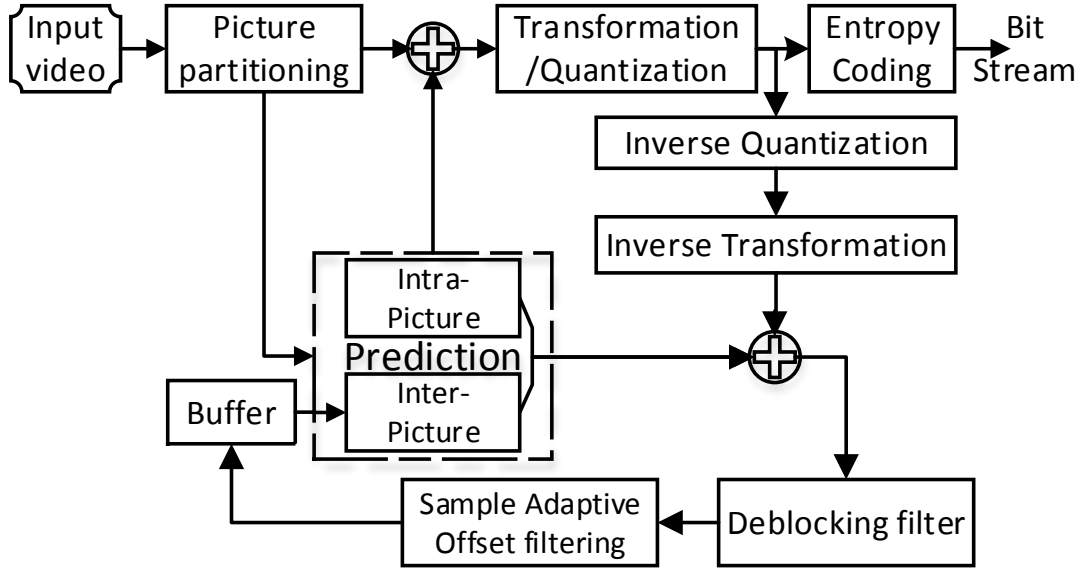 Input
video
Picture
partitioning
Transformation
/Quantization
Entropy
Coding
Bit
Stream
Inverse Quantization
Inverse Transformation
Intra-
Picture
Prediction
Inter-
Picture
Buffer
Sample Adaptive
Offset filtering
Deblocking filter